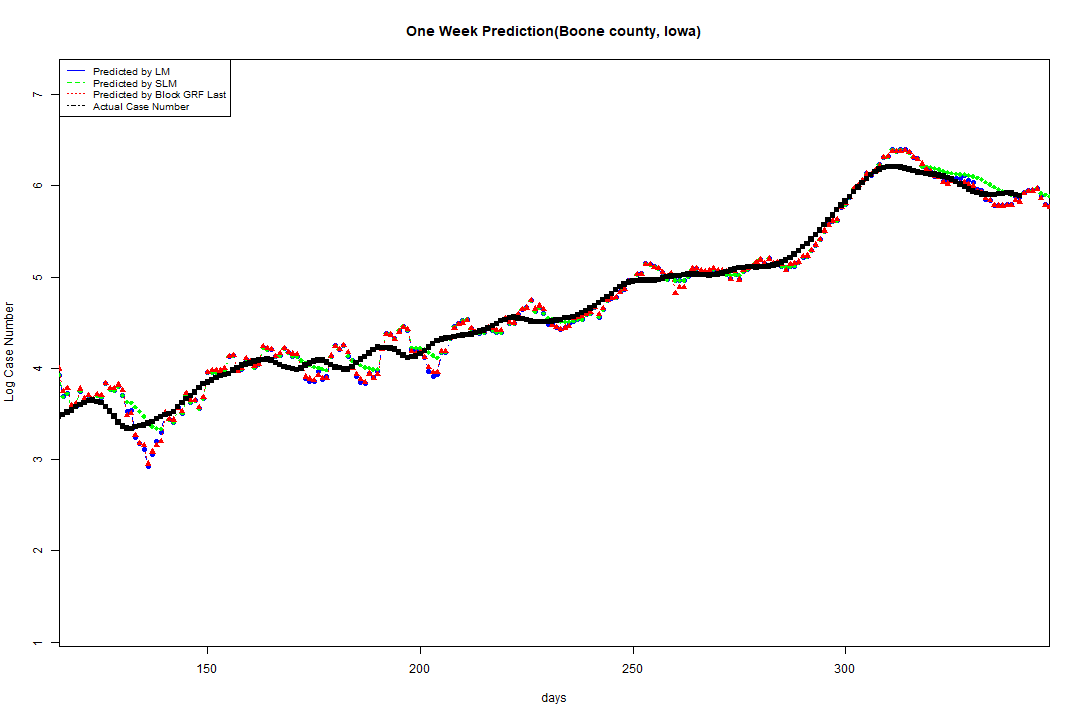 One Week Prediction(Boone county, Iowa)
Predicted by LM
Predicted by SLM
Predicted by Block GRF Last
Actual Case Number
7
6
5
4
3
2
1
Log Case Number
150 200 250 300
days